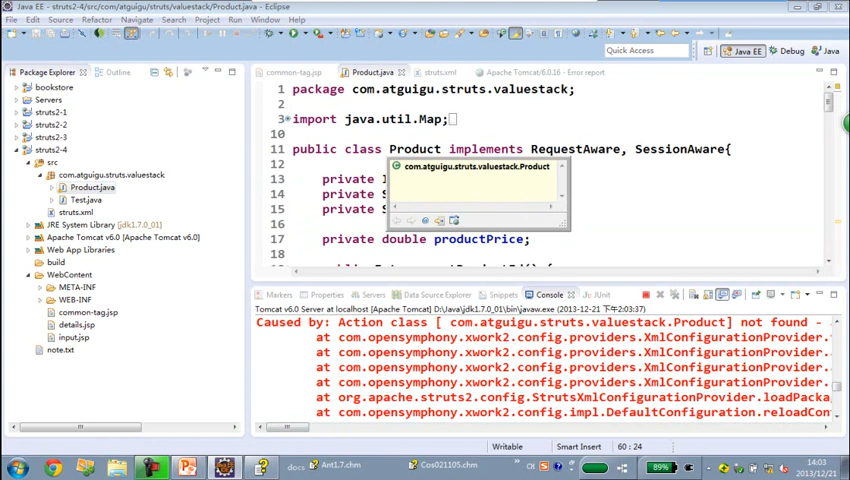 Java EE - struts2-4/src/com/atguigu/struts/valuestack/Product.java - Eclipse
File Edit Source Refactor Navigate Search Project Run Window Help
Quick Access
Java EE
Debug
Java
Package Explorer
Outline
bookstore
Servers
struts2-1
struts2-2
struts2-3
struts2-4
src
com.atguigu.struts.valuestack
Product.java
Test.java
struts.xml
JRE System Library [jdk1.7.0_01]
Apache Tomcat v6.0 [Apache Tomcat v6.0]
Web App Libraries
build
WebContent
META-INF
WEB-INF
common-tag.jsp
details.jsp
input.jsp
note.txt
common-tag.jsp
Product.java
struts.xml
Apache Tomcat/6.0.16 - Error report
1 package com.atguigu.struts.valuestack;
2
3 import java.util.Map;
10
11 public class Product implements RequestAware, SessionAware{
12
13 private I
14 private S
15 private S
16
17 private double productPrice;
18
com.atguigu.struts.valuestack.Product
Markers
Properties
Servers
Data Source Explorer
Snippets
Console
JUnit
Tomcat v6.0 Server at localhost [Apache Tomcat] D:\Java\jdk1.7.0_01\bin\javaw.exe (2013-12-21 下午2:03:37)
Caused by: Action class [ com.atguigu.struts.valuestack.Product] not found -
at com.opensymphony.xwork2.config.providers.XmlConfigurationProvider.
at com.opensymphony.xwork2.config.providers.XmlConfigurationProvider.
at com.opensymphony.xwork2.config.providers.XmlConfigurationProvider.
at org.apache.struts2.config.StrutsXmlConfigurationProvider.loadPacka
at com.opensymphony.xwork2.config.impl.DefaultConfiguration.reloadCon
Writable
Smart Insert
60 : 24
docs
Ant1.7.chm
Cos021105.chm
89%
14:03
2013/12/21